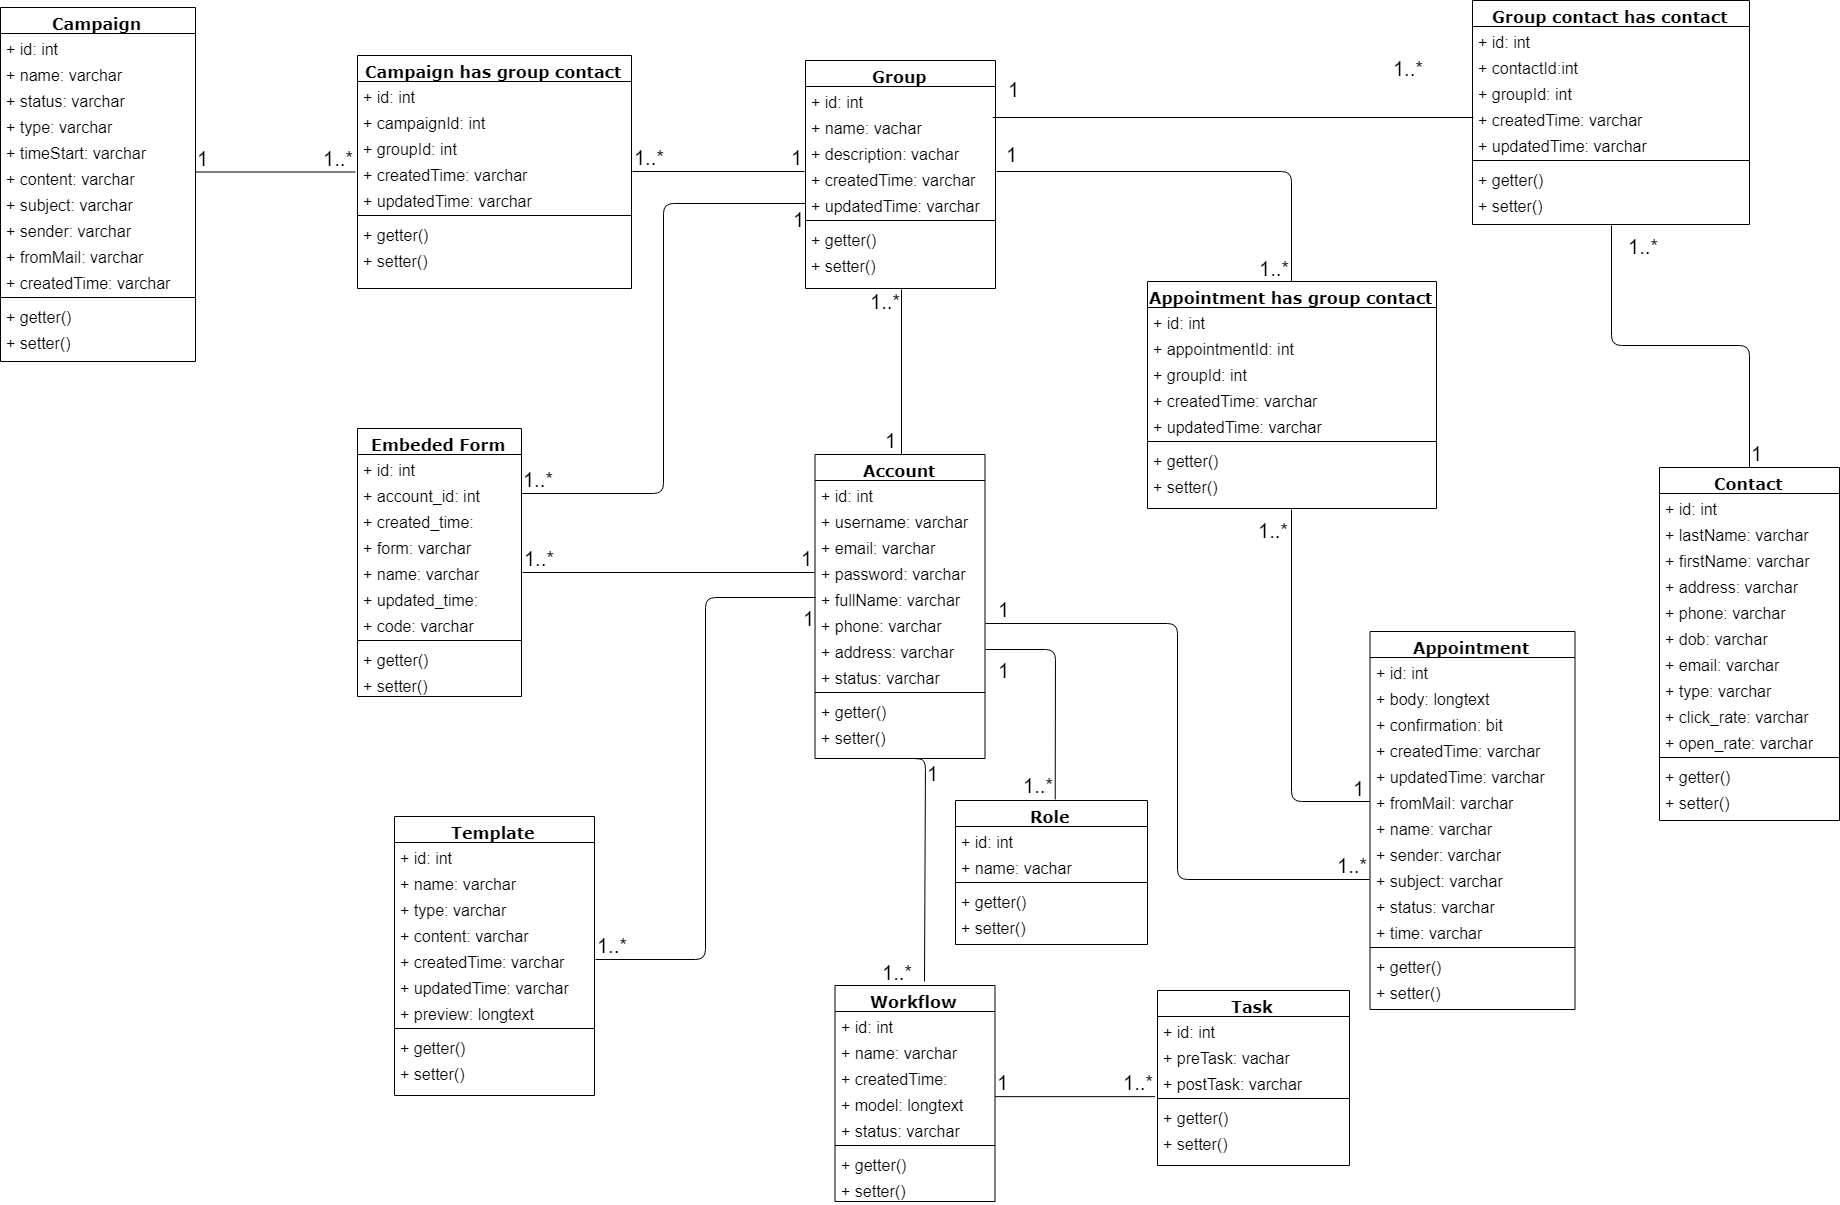 Campaign
+ id: int
+ name: varchar
+ status: varchar
+ type: varchar
+ timeStart: varchar
+ content: varchar
+ subject: varchar
+ sender: varchar
+ fromMail: varchar
+ createdTime: varchar
+ getter()
+ setter()
1
1..*
Campaign has group contact
+ id: int
+ campaignId: int
+ groupId: int
+ createdTime: varchar
+ updatedTime: varchar
+ getter()
+ setter()
1..*
1
1
Group
+ id: int
+ name: vachar
+ description: vachar
+ createdTime: varchar
+ updatedTime: varchar
+ getter()
+ setter()
1
1..*
1
1..*
1..*
1
Group contact has contact
+ id: int
+ contactId:int
+ groupId: int
+ createdTime: varchar
+ updatedTime: varchar
+ getter()
+ setter()
1..*
1
Appointment has group contact
+ id: int
+ appointmentId: int
+ groupId: int
+ createdTime: varchar
+ updatedTime: varchar
+ getter()
+ setter()
1..*
1
Embeded Form
+ id: int
+ account_id: int
+ created_time:
+ form: varchar
+ name: varchar
+ updated_time:
+ code: varchar
+ getter()
+ setter()
1..*
1..*
1
1
Account
+ id: int
+ username: varchar
+ email: varchar
+ password: varchar
+ fullName: varchar
+ phone: varchar
+ address: varchar
+ status: varchar
+ getter()
+ setter()
1
1
1
1..*
1..*
1..*
Contact
+ id: int
+ lastName: varchar
+ firstName: varchar
+ address: varchar
+ phone: varchar
+ dob: varchar
+ email: varchar
+ type: varchar
+ click_rate: varchar
+ open_rate: varchar
+ getter()
+ setter()
Appointment
+ id: int
+ body: longtext
+ confirmation: bit
+ createdTime: varchar
+ updatedTime: varchar
+ fromMail: varchar
+ name: varchar
+ sender: varchar
+ subject: varchar
+ status: varchar
+ time: varchar
+ getter()
+ setter()
Template
+ id: int
+ name: varchar
+ type: varchar
+ content: varchar
+ createdTime: varchar
+ updatedTime: varchar
+ preview: longtext
+ getter()
+ setter()
1..*
Role
+ id: int
+ name: vachar
+ getter()
+ setter()
Workflow
+ id: int
+ name: varchar
+ createdTime:
+ model: longtext
+ status: varchar
+ getter()
+ setter()
1
1..*
Task
+ id: int
+ preTask: vachar
+ postTask: varchar
+ getter()
+ setter()